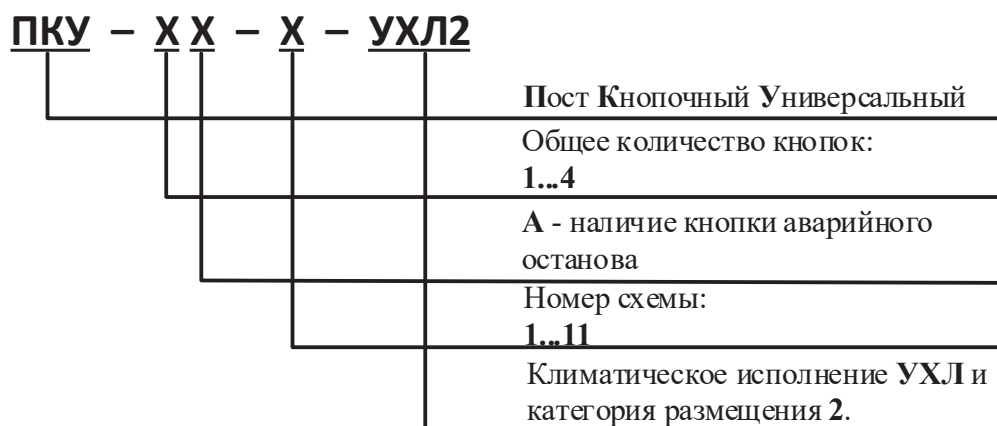 ПКУ – Х Х – Х – УХЛ2
Пост Кнопочный Универсальный
Общее количество кнопок:
1...4
А - наличие кнопки аварийного
останова
Номер схемы:
1...11
Климатическое исполнение УХЛ и
категория размещения 2.